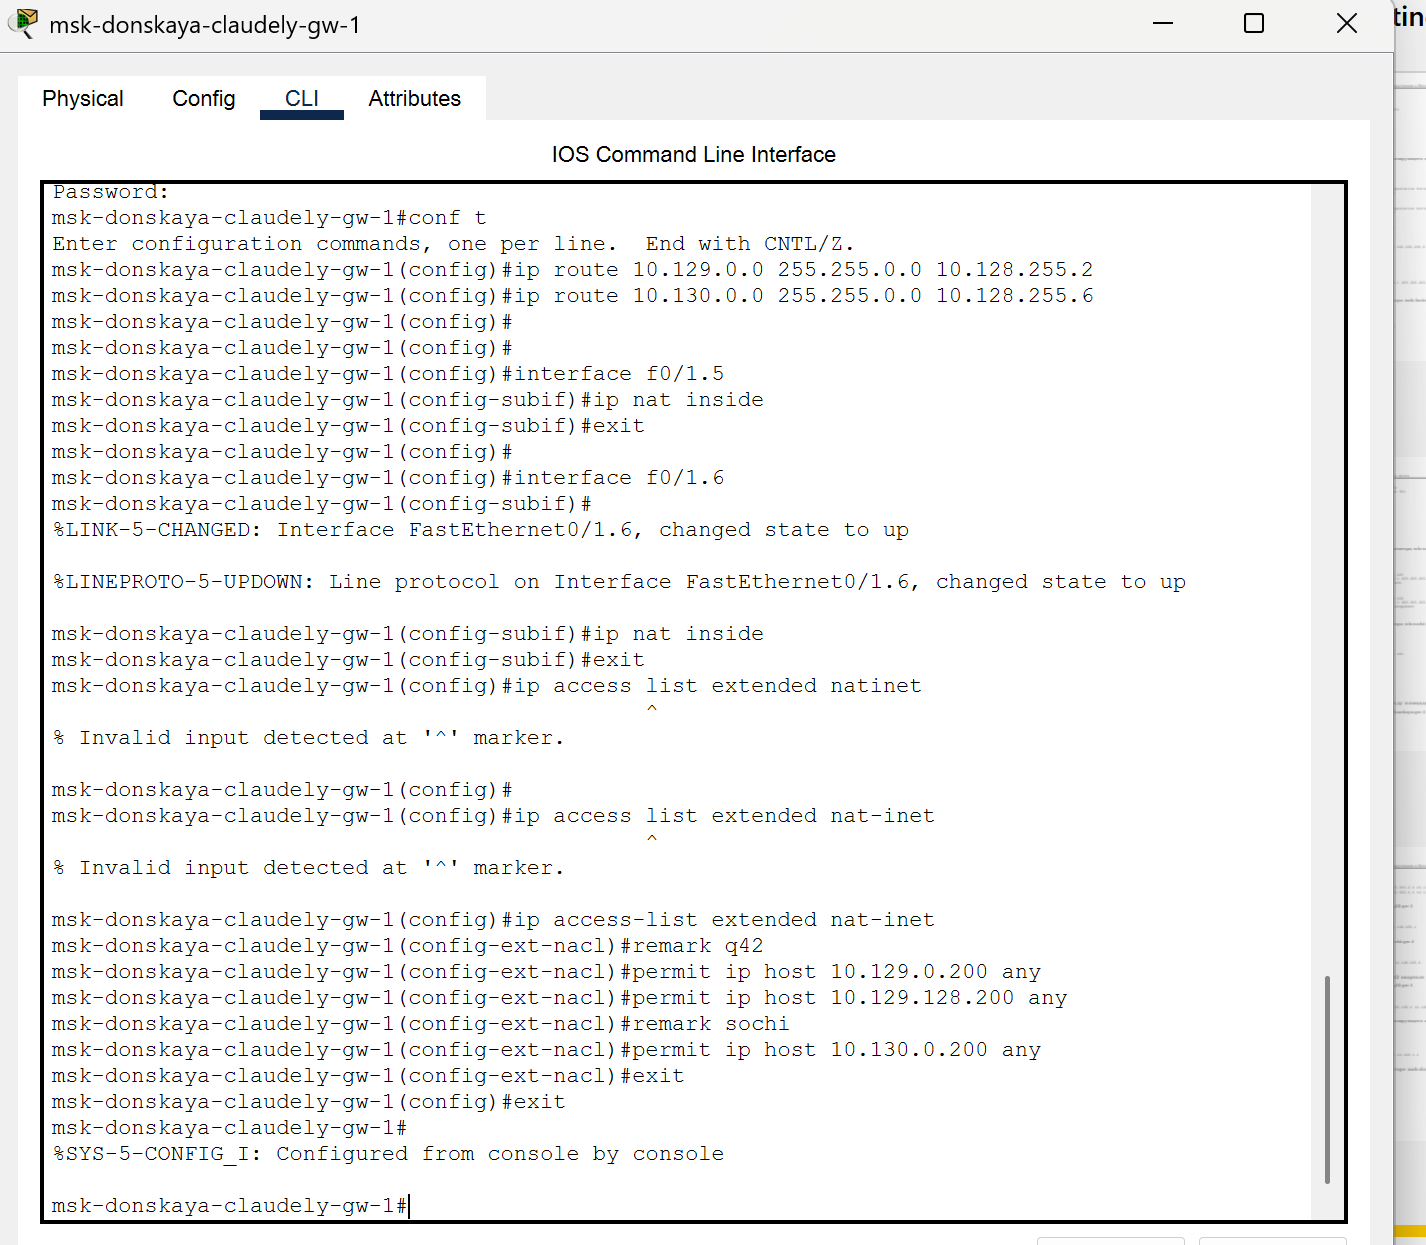 msk-donskaya-claudely-gw-1
Physical Config CLI Attributes
IOS Command Line Interface
Password:
msk-donskaya-claudely-gw-1#conf t
Enter configuration commands, one per line.  End with CNTL/Z.
msk-donskaya-claudely-gw-1(config)#ip route 10.129.0.0 255.255.0.0 10.128.255.2
msk-donskaya-claudely-gw-1(config)#ip route 10.130.0.0 255.255.0.0 10.128.255.6
msk-donskaya-claudely-gw-1(config)#
msk-donskaya-claudely-gw-1(config)#
msk-donskaya-claudely-gw-1(config)#interface f0/1.5
msk-donskaya-claudely-gw-1(config-subif)#ip nat inside
msk-donskaya-claudely-gw-1(config-subif)#exit
msk-donskaya-claudely-gw-1(config)#
msk-donskaya-claudely-gw-1(config)#interface f0/1.6
msk-donskaya-claudely-gw-1(config-subif)#
%LINK-5-CHANGED: Interface FastEthernet0/1.6, changed state to up
%LINEPROTO-5-UPDOWN: Line protocol on Interface FastEthernet0/1.6, changed state to up
msk-donskaya-claudely-gw-1(config-subif)#ip nat inside
msk-donskaya-claudely-gw-1(config-subif)#exit
msk-donskaya-claudely-gw-1(config)#ip access list extended natinet
^
% Invalid input detected at '^' marker.
msk-donskaya-claudely-gw-1(config)#
msk-donskaya-claudely-gw-1(config)#ip access list extended nat-inet
^
% Invalid input detected at '^' marker.
msk-donskaya-claudely-gw-1(config)#ip access-list extended nat-inet
msk-donskaya-claudely-gw-1(config-ext-nacl)#remark q42
msk-donskaya-claudely-gw-1(config-ext-nacl)#permit ip host 10.129.0.200 any
msk-donskaya-claudely-gw-1(config-ext-nacl)#permit ip host 10.129.128.200 any
msk-donskaya-claudely-gw-1(config-ext-nacl)#remark sochi
msk-donskaya-claudely-gw-1(config-ext-nacl)#permit ip host 10.130.0.200 any
msk-donskaya-claudely-gw-1(config-ext-nacl)#exit
msk-donskaya-claudely-gw-1(config)#exit
msk-donskaya-claudely-gw-1#
%SYS-5-CONFIG_I: Configured from console by console
msk-donskaya-claudely-gw-1#